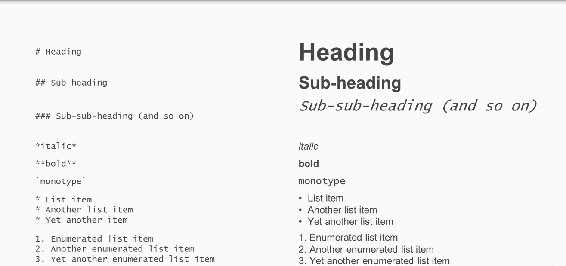 # Heading
Heading
## Sub heading
Sub-heading
### Sub-sub-heading (and so on)
Sub-sub-heading (and so on)
*italic*
italic
**bold**
bold
`monotype`
monotype
* List item
* Another list item
* Yet another item
• List item
• Another list item
• Yet another list item
1. Enumerated list item
2. Another enumerated list item
3. Yet another enumerated list item
1. Enumerated list item
2. Another enumerated list item
3. Yet another enumerated list item